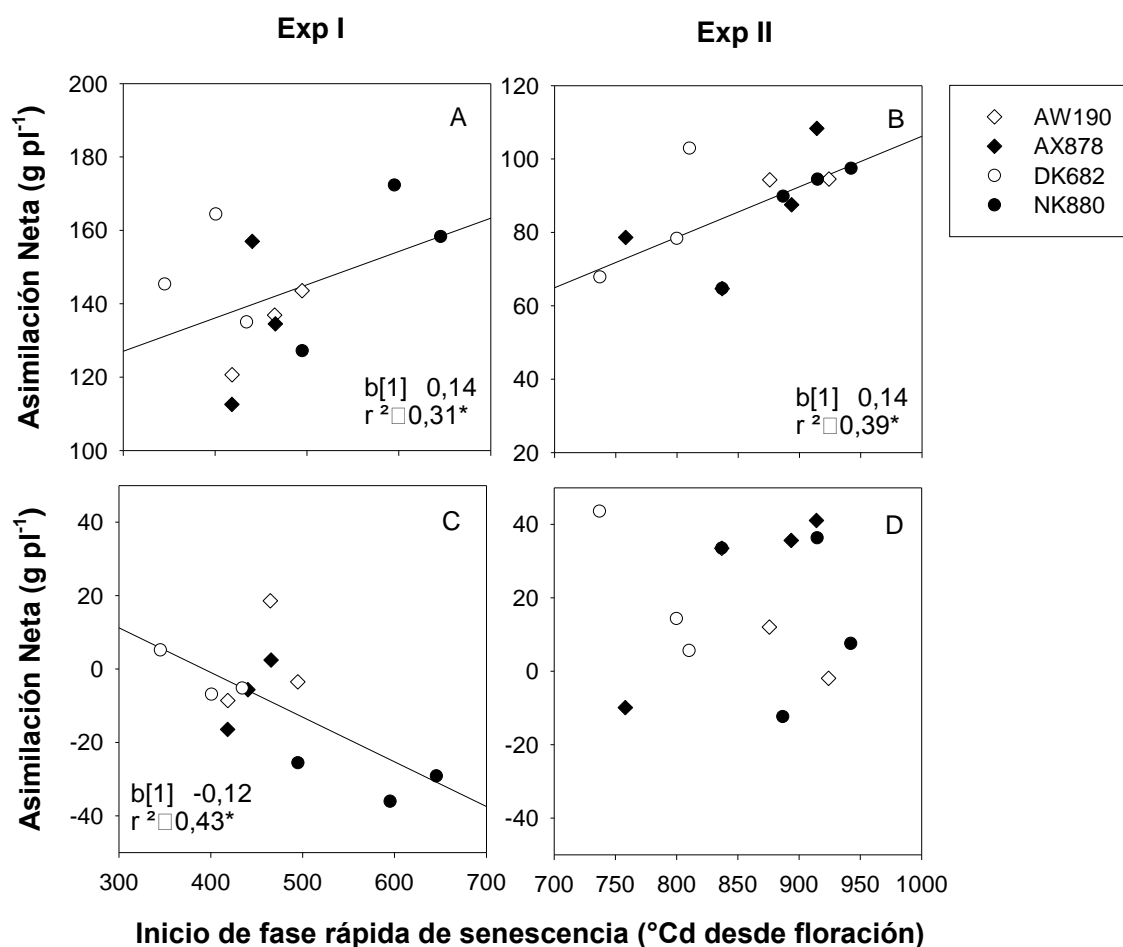 Exp I
Exp II
Asimilación Neta (g pl-1)
200
180
160
140
120
100
A
b[1] 0,14
r ²□0,31*
120
100
80
60
40
20
B
b[1] 0,14
r ²□0,39*
AW190
AX878
DK682
NK880
Asimilación Neta (g pl-1)
40
20
0
-20
-40
C
b[1] -0,12
r ²□0,43*
300 400 500 600 700
40
20
0
-20
-40
D
700 750 800 850 900 950 1000
Inicio de fase rápida de senescencia (°Cd desde floración)